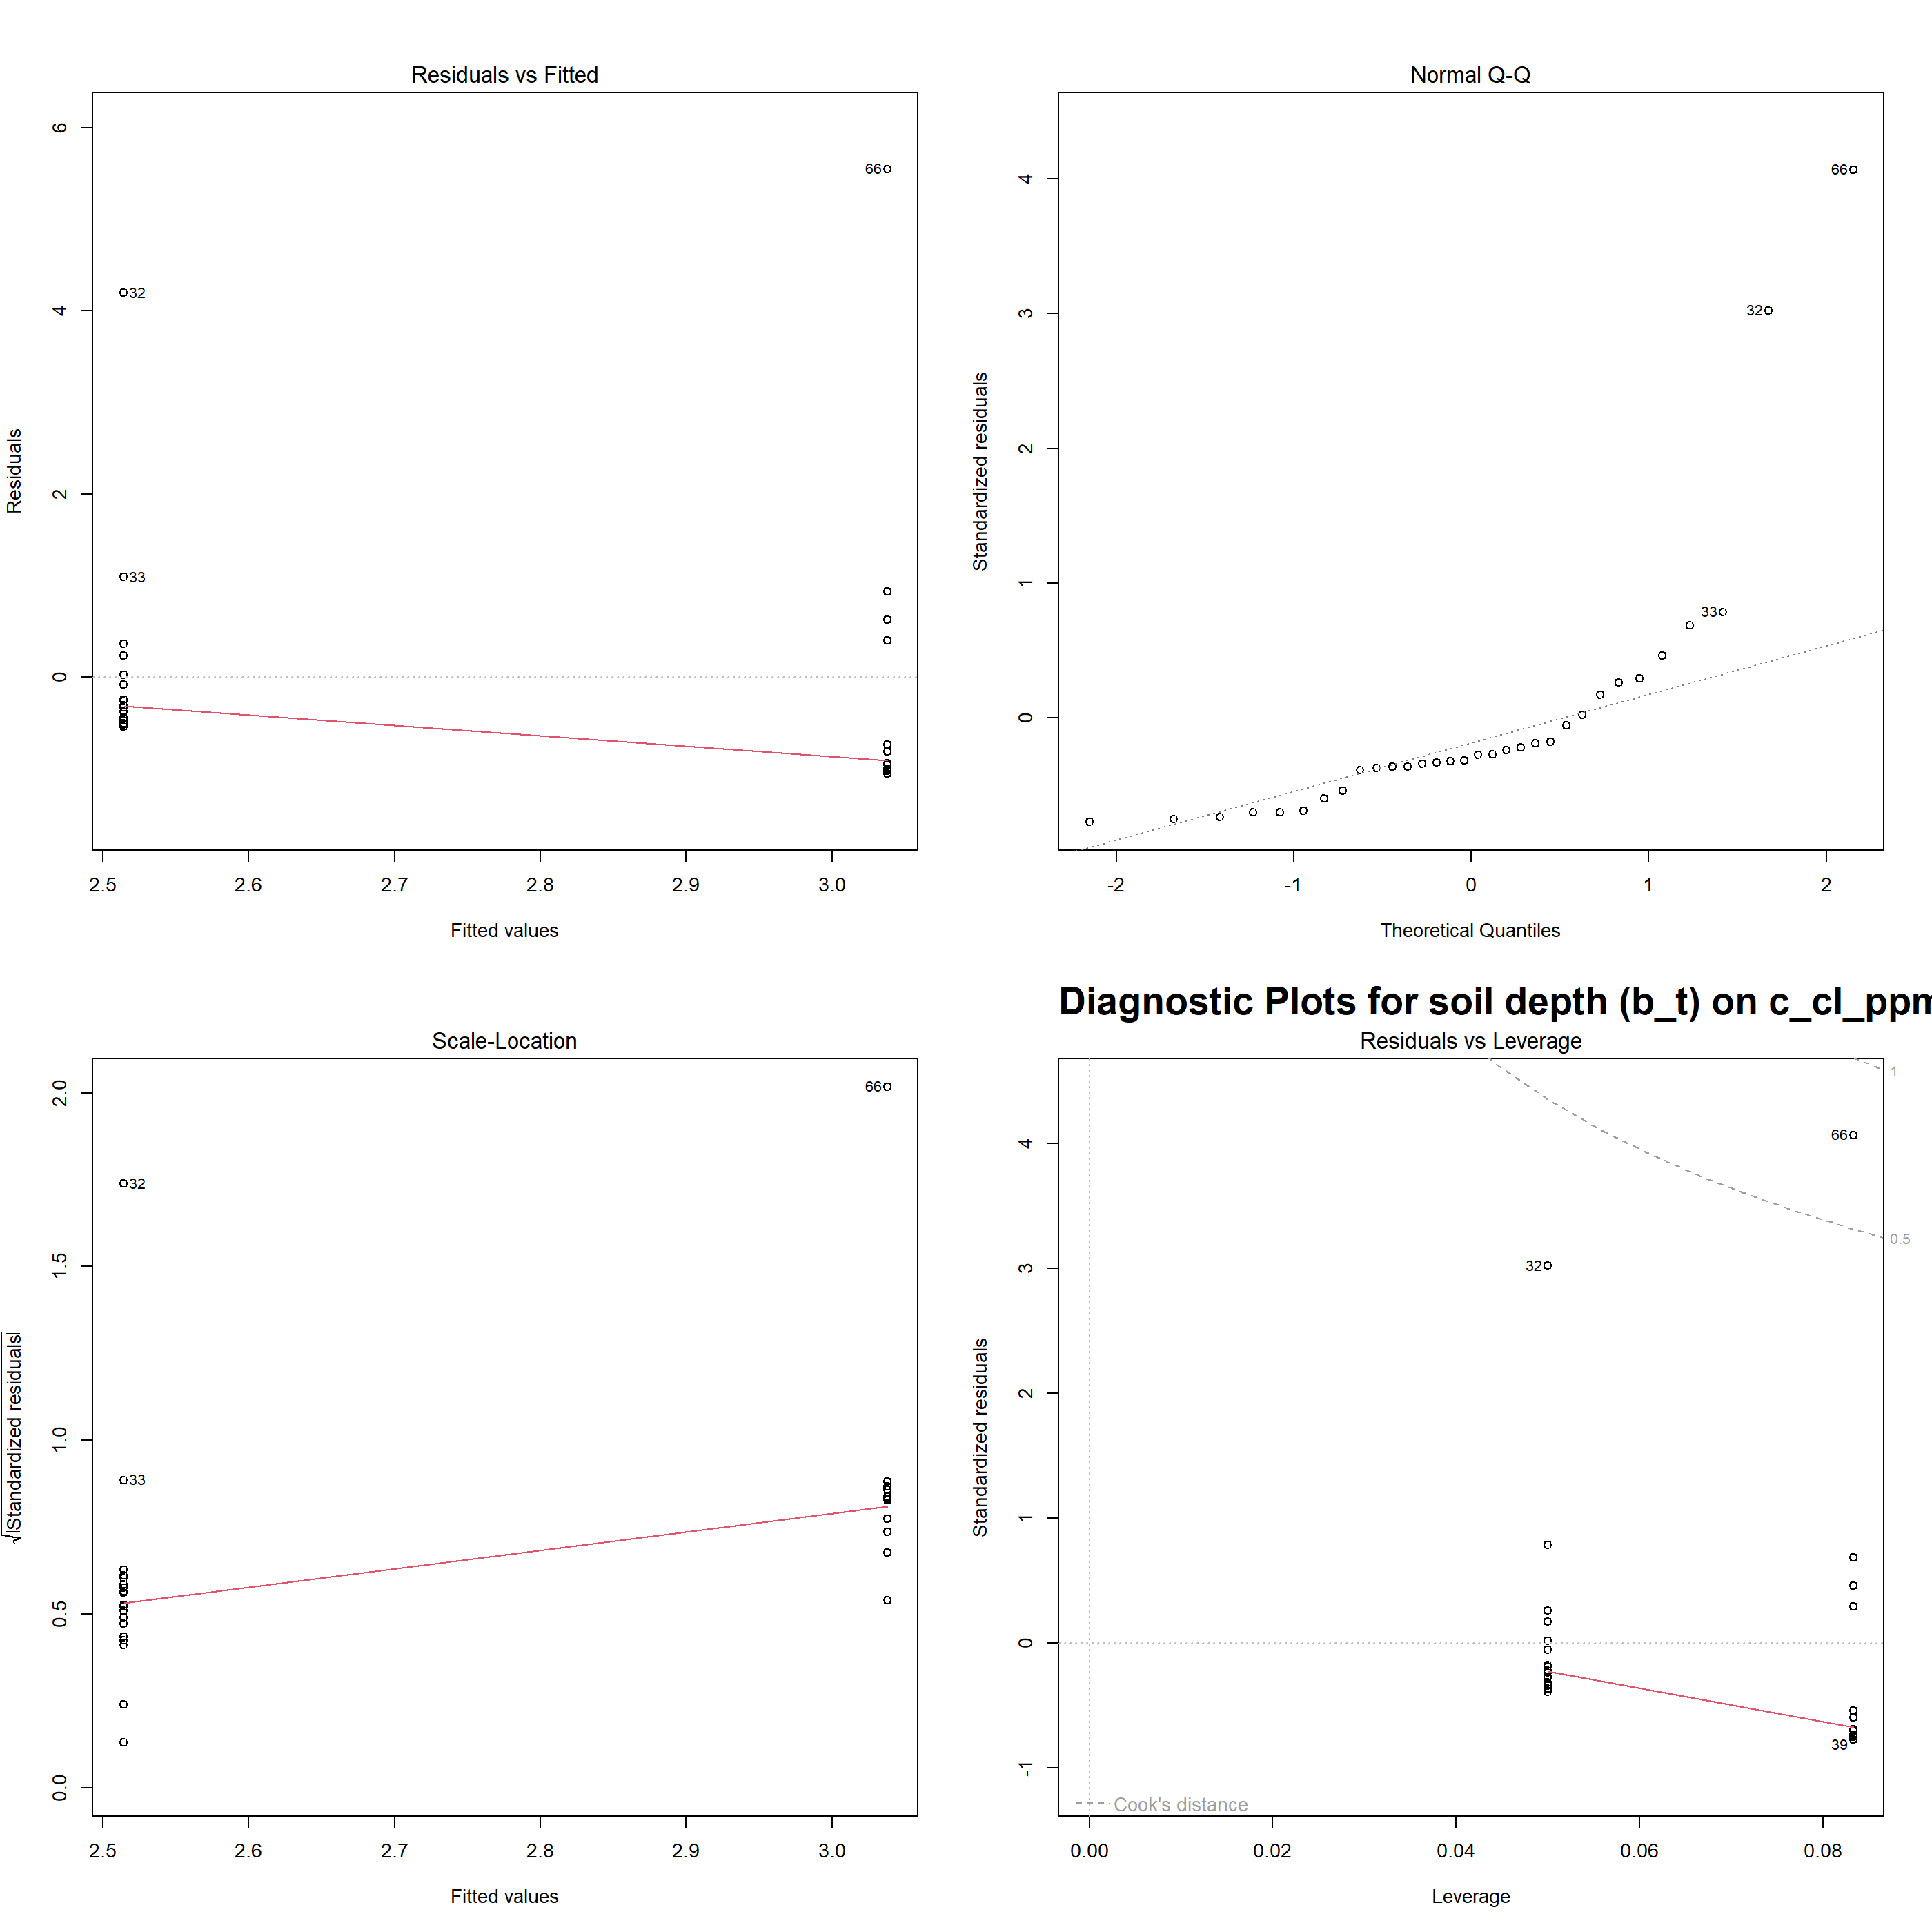 Residuals vs Fitted
Residuals
6
4
2
0
66
32
33
2.5 2.6 2.7 2.8 2.9 3.0
Fitted values
Normal Q-Q
Standardized residuals
4
3
2
1
0
66
32
33
-2 -1 0 1 2
Theoretical Quantiles
Scale-Location
√|Standardized residuals|
2.0
1.5
1.0
0.5
0.0
66
32
33
2.5 2.6 2.7 2.8 2.9 3.0
Fitted values
Diagnostic Plots for soil depth (b_t) on c_cl_ppm
Residuals vs Leverage
Standardized residuals
4
3
2
1
0
-1
1
0.5
66
32
39
Cook's distance
0.00 0.02 0.04 0.06 0.08
Leverage